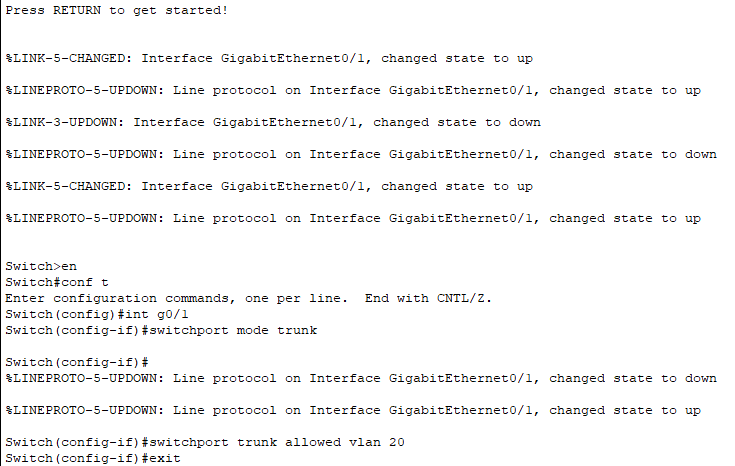 Press RETURN to get started!
%LINK-5-CHANGED: Interface GigabitEthernet0/1, changed state to up
%LINEPROTO-5-UPDOWN: Line protocol on Interface GigabitEthernet0/1, changed state to up
%LINK-3-UPDOWN: Interface GigabitEthernet0/1, changed state to down
%LINEPROTO-5-UPDOWN: Line protocol on Interface GigabitEthernet0/1, changed state to down
%LINK-5-CHANGED: Interface GigabitEthernet0/1, changed state to up
%LINEPROTO-5-UPDOWN: Line protocol on Interface GigabitEthernet0/1, changed state to up
Switch>en
Switch#conf t
Enter configuration commands, one per line.  End with CNTL/Z.
Switch(config)#int g0/1
Switch(config-if)#switchport mode trunk
Switch(config-if)#
%LINEPROTO-5-UPDOWN: Line protocol on Interface GigabitEthernet0/1, changed state to down
%LINEPROTO-5-UPDOWN: Line protocol on Interface GigabitEthernet0/1, changed state to up
Switch(config-if)#switchport trunk allowed vlan 20
Switch(config-if)#exit